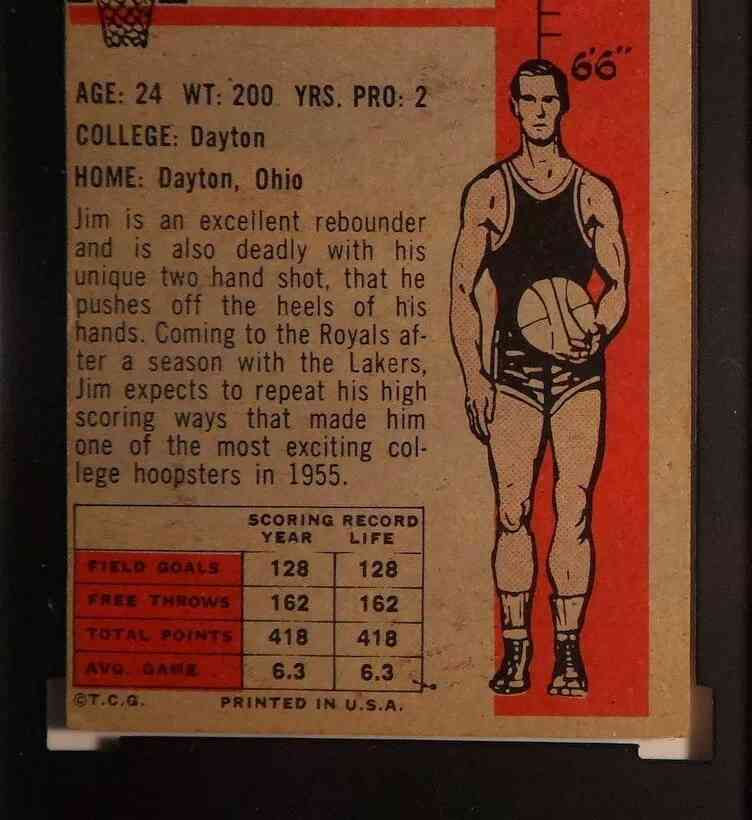 6'6"
AGE: 24 WT: 200 YRS. PRO: 2
COLLEGE: Dayton
HOME: Dayton, Ohio
Jim is an excellent rebounder
and is also deadly with his
unique two hand shot, that he
pushes off the heels of his
hands. Coming to the Royals af-
ter a season with the Lakers,
Jim expects to repeat his high
scoring ways that made him
one of the most exciting col-
lege hoopsters in 1955.
SCORING RECORD
YEAR LIFE
FIELD GOALS 128 128
FREE THROWS 162 162
TOTAL POINTS 418 418
AVG. GAME 6.3 6.3
©T.C.G. PRINTED IN U.S.A.